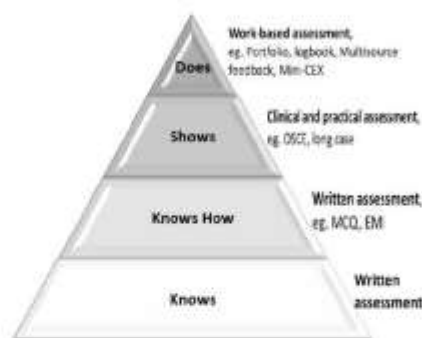 Work-based assessment,
eg. Portfolio, logbook, Multisource
feedback, Mini-CEX
Does
Clinical and practical assessment,
eg. OSCE, long case
Shows
Written assessment,
eg. MCQ, EMI
Knows How
Written
assessment
Knows